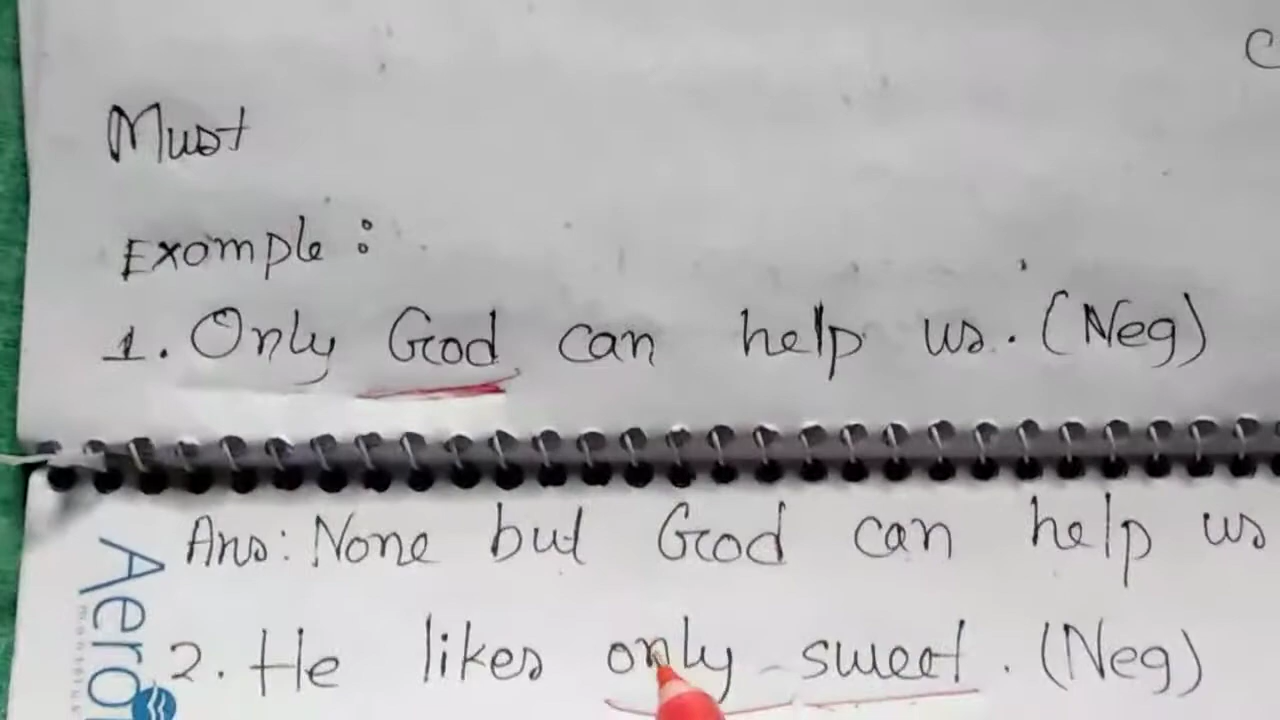 Must
Example:
1. Only God can help us. (Neg)
Ans: None but God can help us
2. He likes only sweet. (Neg)
Aero